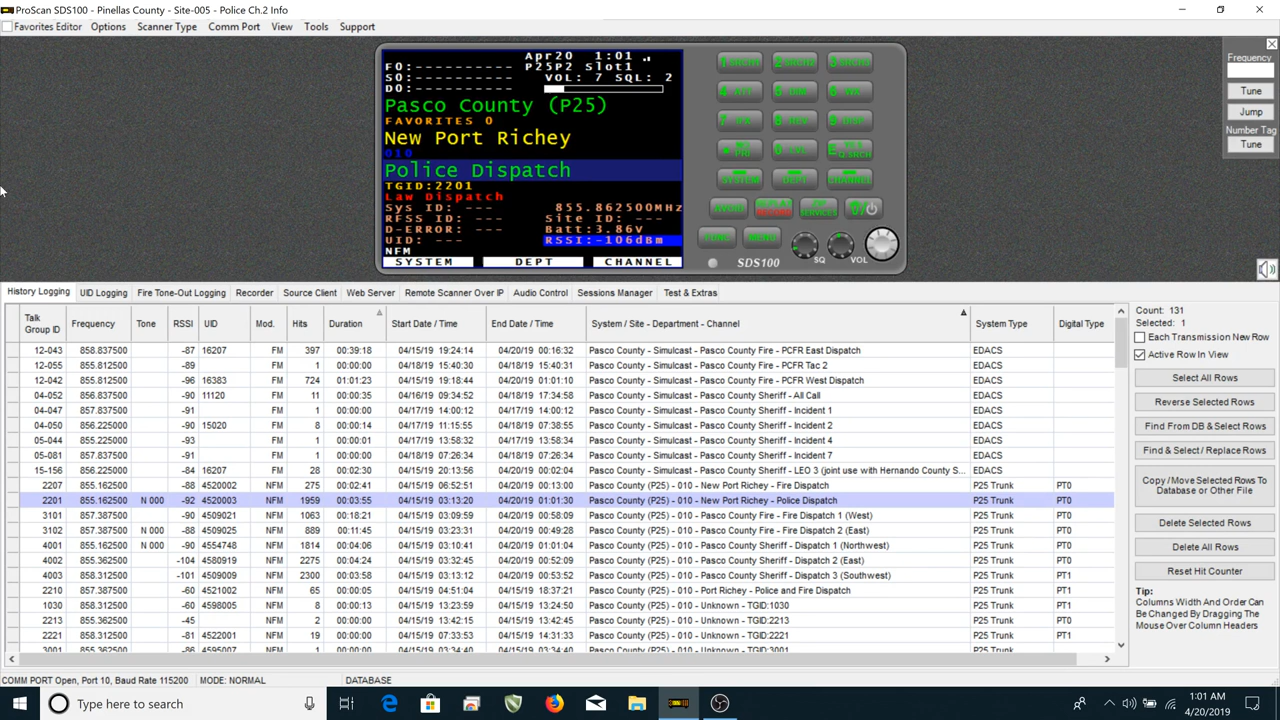 ProScan SDS100 - Pinellas County - Site-005 - Police Ch.2 Info
Favorites Editor Options Scanner Type Comm Port View Tools Support
Apr20 1:01
F0:----------
P25P2 Slot1
S0:----------
VOL: 7 SQL: 2
D0:----------
Pasco County (P25)
FAVORITES 0
New Port Richey
010
Police Dispatch
TGID:2201
Law Dispatch
Sys ID: --- 855.862500MHz
RFSS ID: --- Site ID: ---
D-ERROR: --- Batt:3.86V
UID: --- RSSI:-106dBm
NFM
SYSTEM DEPT CHANNEL
SYSTEM DEPT CHANNEL
AVOID
FUNC MENU
SDS100 SQ VOL
Frequency
Tune
Jump
Number Tag
Tune
History Logging UID Logging Fire Tone-Out Logging Recorder Source Client Web Server Remote Scanner Over IP Audio Control Sessions Manager Test & Extras
Talk Group ID Frequency Tone RSSI UID Mod. Hits Duration Start Date / Time End Date / Time System / Site - Department - Channel System Type Digital Type
12-043 858.837500 -87 16207 FM 397 00:39:18 04/15/19 19:24:14 04/20/19 00:16:32 Pasco County - Simulcast - Pasco County Fire - PCFR East Dispatch EDACS
12-055 855.812500 -89 FM 1 00:00:00 04/18/19 15:40:30 04/18/19 15:40:31 Pasco County - Simulcast - Pasco County Fire - PCFR Tac 2 EDACS
12-042 855.812500 -96 16383 FM 724 01:01:23 04/15/19 19:18:44 04/20/19 01:01:10 Pasco County - Simulcast - Pasco County Fire - PCFR West Dispatch EDACS
04-052 856.225000 -90 11120 FM 11 00:00:35 04/16/19 09:34:52 04/18/19 17:34:58 Pasco County - Simulcast - Pasco County Sheriff - All Call EDACS
04-047 857.837500 -91 FM 1 00:00:00 04/17/19 14:00:12 04/17/19 14:00:12 Pasco County - Simulcast - Pasco County Sheriff - Incident 1 EDACS
04-050 856.225000 -90 15020 FM 8 00:00:14 04/17/19 11:15:55 04/18/19 07:38:55 Pasco County - Simulcast - Pasco County Sheriff - Incident 2 EDACS
05-044 855.225000 -93 FM 1 00:00:01 04/17/19 13:58:32 04/17/19 13:58:34 Pasco County - Simulcast - Pasco County Sheriff - Incident 4 EDACS
05-081 857.837500 -91 FM 1 00:00:00 04/18/19 07:26:34 04/18/19 07:26:34 Pasco County - Simulcast - Pasco County Sheriff - Incident 7 EDACS
15-156 856.225000 -84 16207 FM 28 00:02:30 04/15/19 20:13:56 04/20/19 00:02:04 Pasco County - Simulcast - Pasco County Sheriff - LEO 3 (joint use with Hernando County S... EDACS
2207 855.162500 -88 4520002 NFM 275 00:02:41 04/15/19 06:52:51 04/20/19 00:13:00 Pasco County (P25) - 010 - New Port Richey - Fire Dispatch P25 Trunk PT0
2201 855.162500 N 000 -92 4520003 NFM 1959 00:03:55 04/15/19 03:13:20 04/20/19 01:01:30 Pasco County (P25) - 010 - New Port Richey - Police Dispatch P25 Trunk PT0
3101 857.387500 -90 4509021 NFM 1063 00:18:21 04/15/19 03:09:59 04/20/19 00:58:09 Pasco County (P25) - 010 - Pasco County Fire - Fire Dispatch 1 (West) P25 Trunk PT0
3102 857.387500 N 000 -88 4509025 NFM 889 00:11:45 04/15/19 03:23:31 04/20/19 00:49:28 Pasco County (P25) - 010 - Pasco County Fire - Fire Dispatch 2 (East) P25 Trunk PT0
4001 855.162500 N 000 -90 4554748 NFM 1814 00:04:06 04/15/19 03:10:41 04/20/19 01:01:04 Pasco County (P25) - 010 - Pasco County Sheriff - Dispatch 1 (Northwest) P25 Trunk PT0
4002 855.362500 -104 4580919 NFM 2275 00:04:24 04/15/19 03:32:45 04/20/19 00:52:09 Pasco County (P25) - 010 - Pasco County Sheriff - Dispatch 2 (East) P25 Trunk PT0
4003 858.312500 -101 4509009 NFM 2300 00:03:58 04/15/19 03:13:12 04/20/19 00:53:52 Pasco County (P25) - 010 - Pasco County Sheriff - Dispatch 3 (Southwest) P25 Trunk PT1
2210 857.387500 -60 4521002 NFM 65 00:03:26 04/15/19 04:51:04 04/20/19 18:37:21 Pasco County (P25) - 010 - Port Richey - Police and Fire Dispatch P25 Trunk PT1
1030 858.312500 -60 4598005 NFM 8 00:00:13 04/15/19 13:23:59 04/15/19 13:24:50 Pasco County (P25) - 010 - Unknown - TGID:1030 P25 Trunk PT1
2213 855.362500 -45 NFM 2 00:00:00 04/15/19 13:42:15 04/15/19 13:42:45 Pasco County (P25) - 010 - Unknown - TGID:2213 P25 Trunk PT0
2221 858.312500 -81 4522001 NFM 19 00:00:00 04/15/19 07:33:53 04/15/19 14:31:33 Pasco County (P25) - 010 - Unknown - TGID:2221 P25 Trunk PT1
Count: 131
Selected: 1
Each Transmission New Row
Active Row In View
Select All Rows
Reverse Selected Rows
Find From DB & Select Rows
Find & Select / Replace Rows
Copy / Move Selected Rows To
Database or Other File
Delete Selected Rows
Delete All Rows
Reset Hit Counter
Tip:
Columns Width And Order Can
Be Changed By Dragging The
Mouse Over Column Headers
COMM PORT Open, Port 10, Baud Rate 115200 MODE: NORMAL DATABASE
Type here to search
1:01 AM
4/20/2019